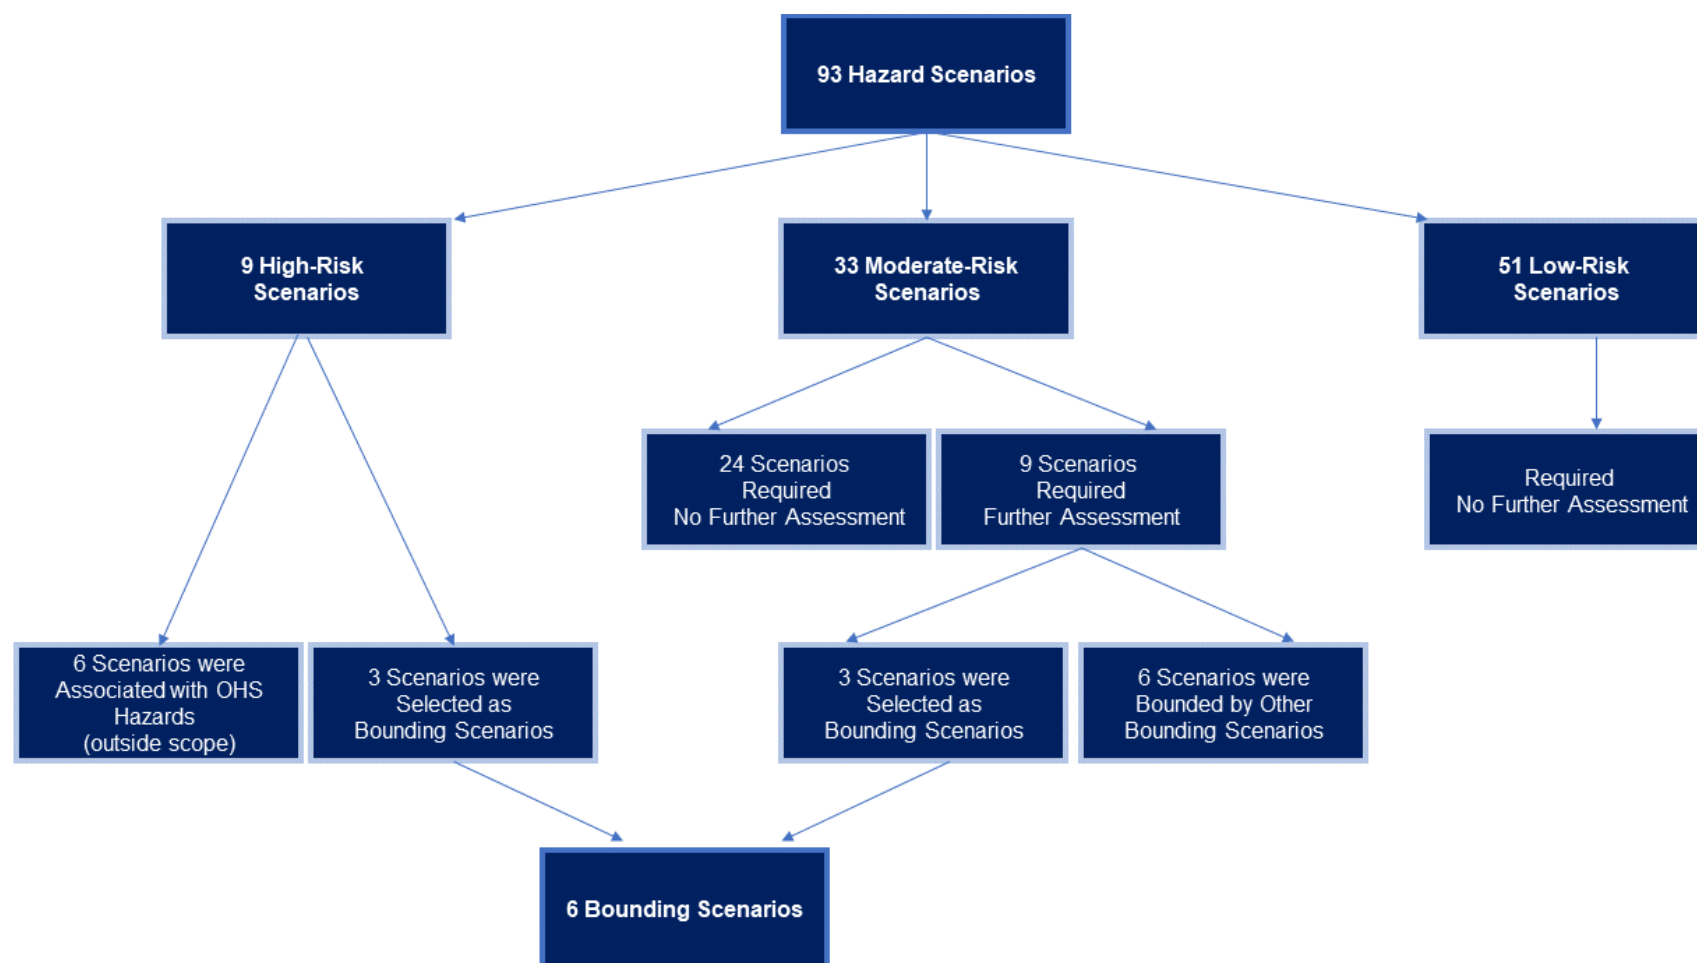 93 Hazard Scenarios
9 High-Risk
Scenarios
33 Moderate-Risk
Scenarios
51 Low-Risk
Scenarios
24 Scenarios
Required
No Further Assessment
9 Scenarios
Required
Further Assessment
Required
No Further Assessment
6 Scenarios were
Associated with OHS
Hazards
(outside scope)
3 Scenarios were
Selected as
Bounding Scenarios
3 Scenarios were
Selected as
Bounding Scenarios
6 Scenarios were
Bounded by Other
Bounding Scenarios
6 Bounding Scenarios